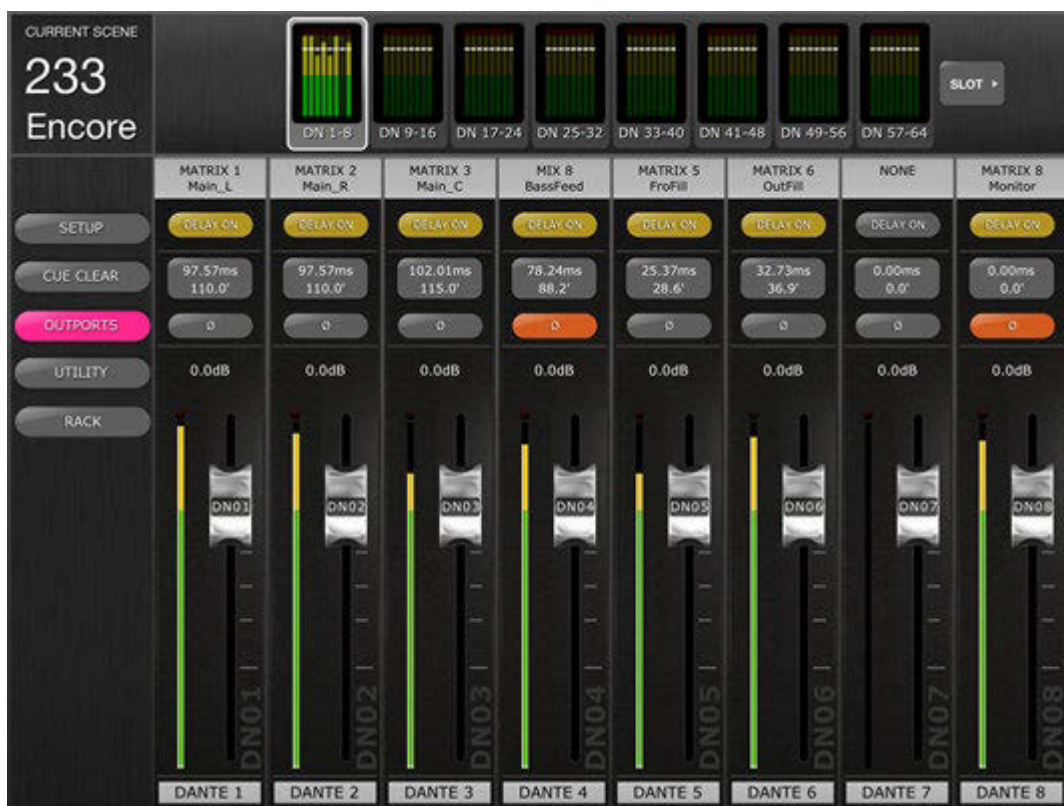 CURRENT SCENE
233
Encore
DN 1-8
DN 9-16
DN 17-24
DN 25-32
DN 33-40
DN 41-48
DN 49-56
DN 57-64
SLOT
MATRIX 1
Main_L
MATRIX 2
Main_R
MATRIX 3
Main_C
MIX 8
BassFeed
MATRIX 5
FroFill
MATRIX 6
OutFill
NONE
MATRIX 8
Monitor
SETUP
CUE CLEAR
OUTPORTS
UTILITY
RACK
DELAY ON
DELAY ON
DELAY ON
DELAY ON
DELAY ON
DELAY ON
DELAY ON
DELAY ON
97.57ms
110.0'
97.57ms
110.0'
102.01ms
115.0'
78.24ms
88.2'
25.37ms
28.6'
32.73ms
36.9'
0.00ms
0.0'
0.00ms
0.0'
Ø
Ø
Ø
Ø
Ø
Ø
Ø
Ø
0.0dB
0.0dB
0.0dB
0.0dB
0.0dB
0.0dB
0.0dB
0.0dB
DN01
DN02
DN03
DN04
DN05
DN06
DN07
DN08
DN01
DN02
DN03
DN04
DN05
DN06
DN07
DN08
DANTE 1
DANTE 2
DANTE 3
DANTE 4
DANTE 5
DANTE 6
DANTE 7
DANTE 8